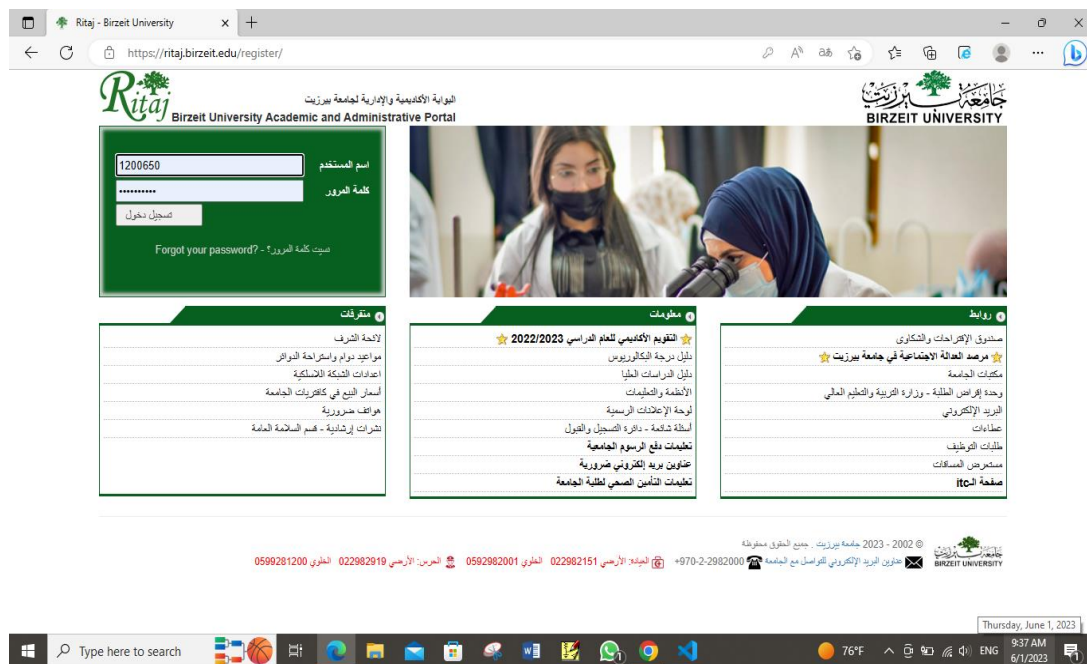 Ritaj - Birzeit University
https://ritaj.birzeit.edu/register/
Ritaj
البوابة الأكاديمية والإدارية لجامعة بيرزيت
Birzeit University Academic and Administrative Portal
جامعة بيرزيت
BIRZEIT UNIVERSITY
اسم المستخدم
1200650
كلمة المرور
••••••••••
تسجيل دخول
نسيت كلمة المرور؟ - Forgot your password?
روابط
صندوق الإقتراحات والشكاوى
مرصد العدالة الاجتماعية في جامعة بيرزيت
مكتبات الجامعة
وحدة إقراض الطلبة - وزارة التربية والتعليم العالي
البريد الإلكتروني
عطاءات
طلبات التوظيف
مستعرض المساقات
صفحة الـitc
معلومات
التقويم الأكاديمي للعام الدراسي 2022/2023
دليل درجة البكالوريوس
دليل الدراسات العليا
الأنظمة والتعليمات
لوحة الإعلانات الرسمية
أسئلة شائعة - دائرة التسجيل والقبول
تعليمات دفع الرسوم الجامعية
عناوين بريد إلكتروني ضرورية
تعليمات التأمين الصحي لطلبة الجامعة
متفرقات
لائحة الشرف
مواعيد دوام واستراحة الدوائر
اعدادات الشبكة اللاسلكية
أسعار البيع في كافتريات الجامعة
هواتف ضرورية
نشرات إرشادية - قسم السلامة العامة
© 2002 - 2023 جامعة بيرزيت . جميع الحقوق محفوظة
عناوين البريد الإلكتروني للتواصل مع الجامعة +970-2-2982000 العيادة: الأرضي 022982151 الخلوي 0592982001 الحرس: الأرضي 022982919 الخلوي 0599281200
جامعة بيرزيت
BIRZEIT UNIVERSITY
Thursday, June 1, 2023
Type here to search
76°F
ENG
9:37 AM
6/1/2023